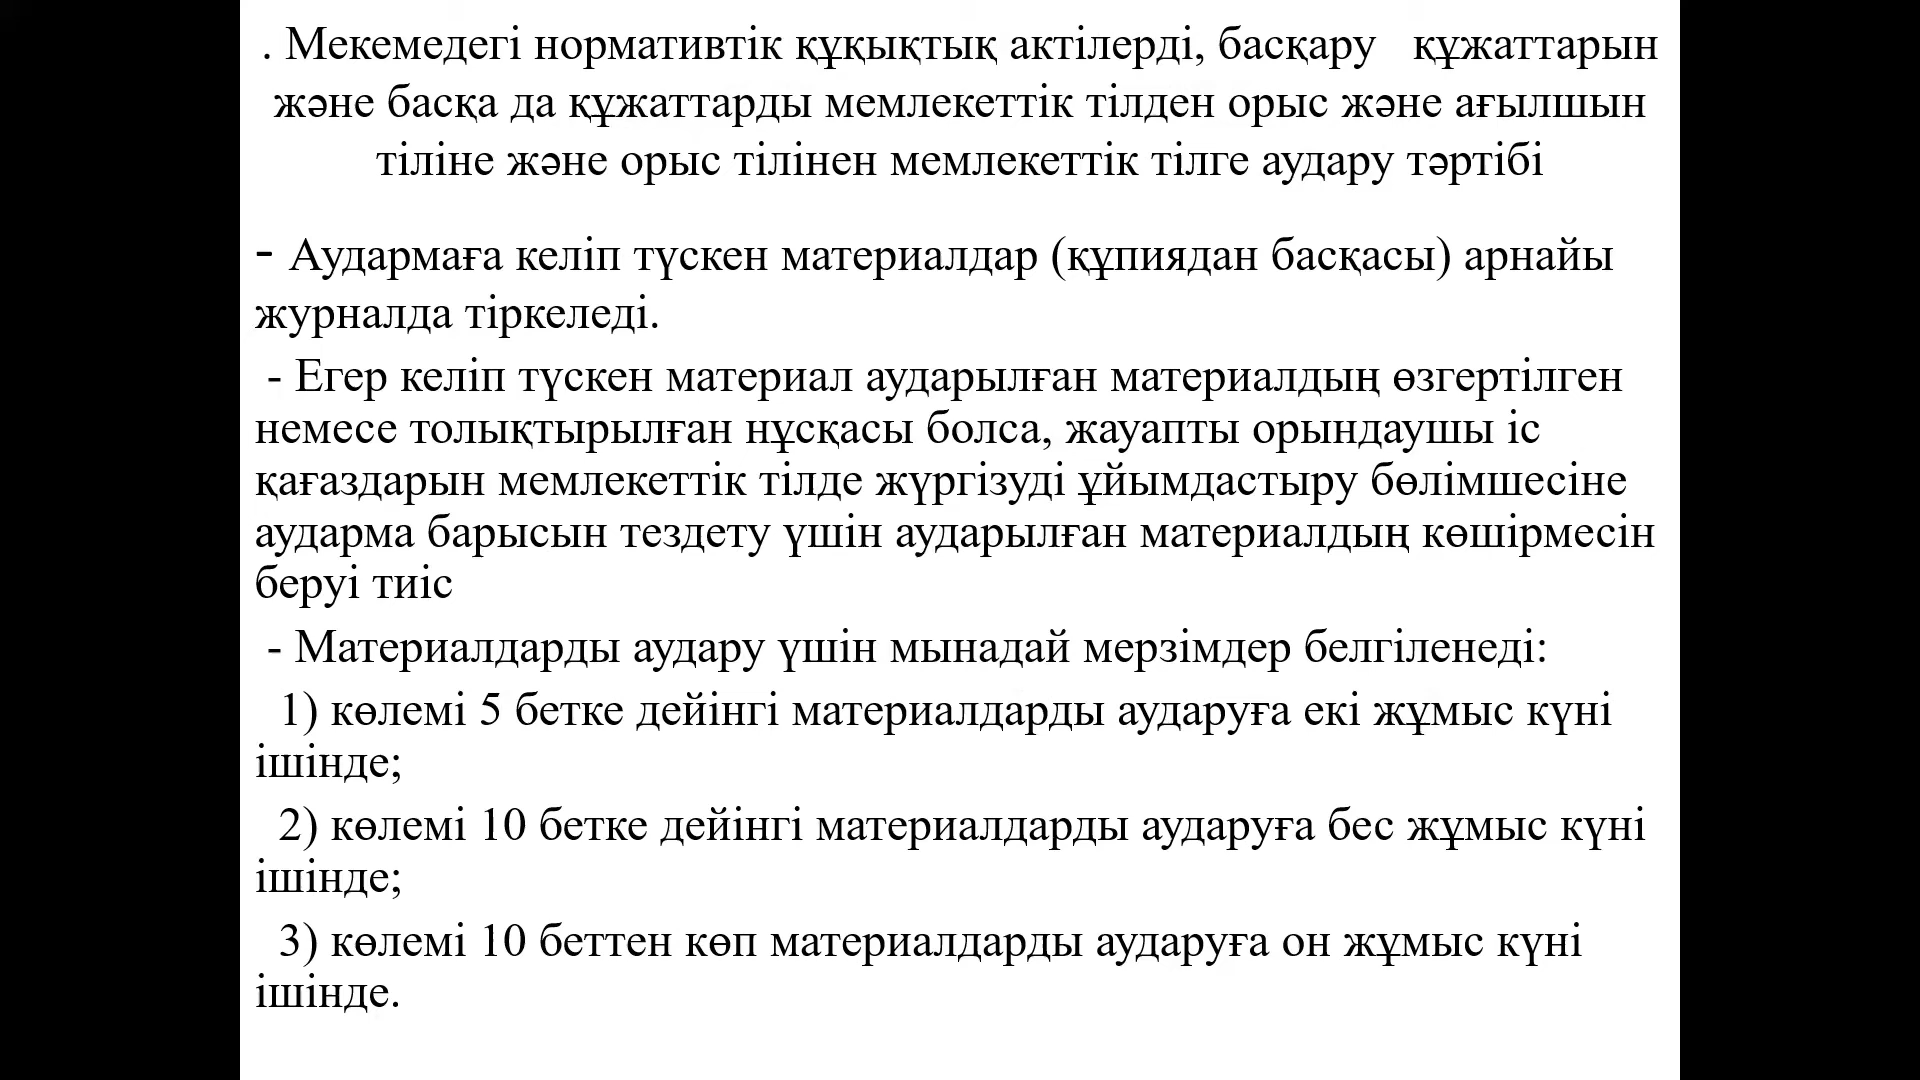 . Мекемедегі нормативтік құқықтық актілерді, басқару құжаттарын
және басқа да құжаттарды мемлекеттік тілден орыс және ағылшын
тіліне және орыс тілінен мемлекеттік тілге аудару тәртібі
- Аудармаға келіп түскен материалдар (құпиядан басқасы) арнайы
журналда тіркеледі.
- Егер келіп түскен материал аударылған материалдың өзгертілген
немесе толықтырылған нұсқасы болса, жауапты орындаушы іс
қағаздарын мемлекеттік тілде жүргізуді ұйымдастыру бөлімшесіне
аударма барысын тездету үшін аударылған материалдың көшірмесін
беруі тиіс
- Материалдарды аудару үшін мынадай мерзімдер белгіленеді:
1) көлемі 5 бетке дейінгі материалдарды аударуға екі жұмыс күні
ішінде;
2) көлемі 10 бетке дейінгі материалдарды аударуға бес жұмыс күні
ішінде;
3) көлемі 10 беттен көп материалдарды аударуға он жұмыс күні
ішінде.